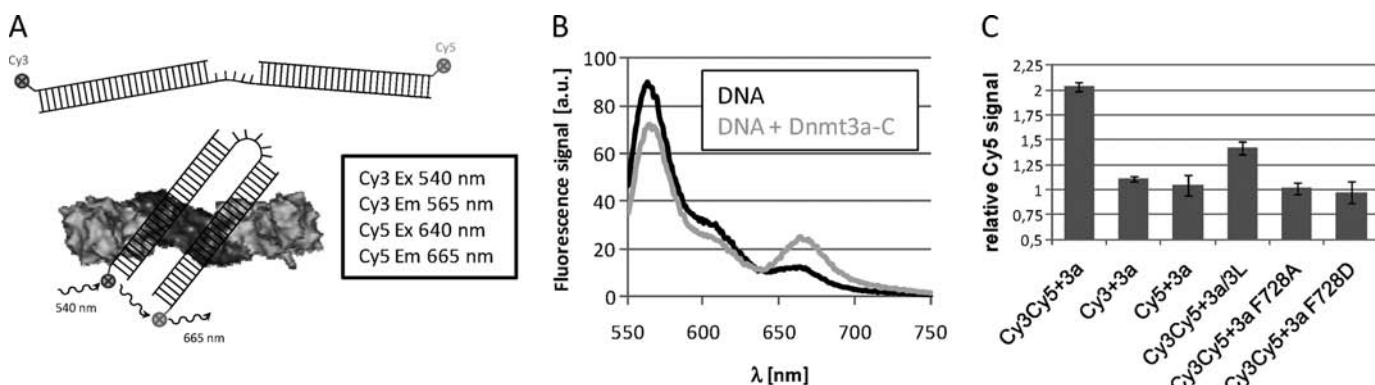 A
Cy3
Cy5
540 nm
665 nm
Cy3 Ex 540 nm
Cy3 Em 565 nm
Cy5 Ex 640 nm
Cy5 Em 665 nm
B
Fluorescence signal [a.u.]
100
80
60
40
20
0
DNA
DNA + Dnmt3a-C
550
600
650
700
750
λ [nm]
C
relative Cy5 signal
2,25
2
1,75
1,5
1,25
1
0,75
0,5
Cy3Cy5+3a
Cy3+3a
Cy5+3a
Cy3Cy5+3a/3L
Cy3Cy5+3a F728A
Cy3Cy5+3a F728D